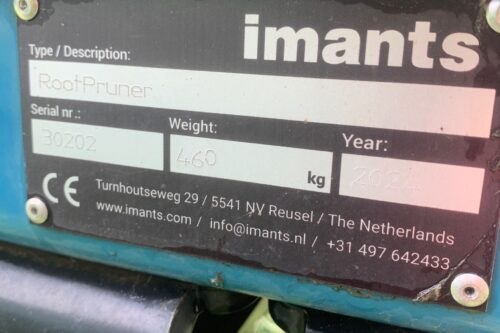 imants
Type / Description:
RootPruner
Serial nr.:
30202
Weight:
460
kg
Year:
2024
CE
Turnhoutseweg 29 / 5541 NV Reusel / The Netherlands
www.imants.com / info@imants.nl / +31 497 642433